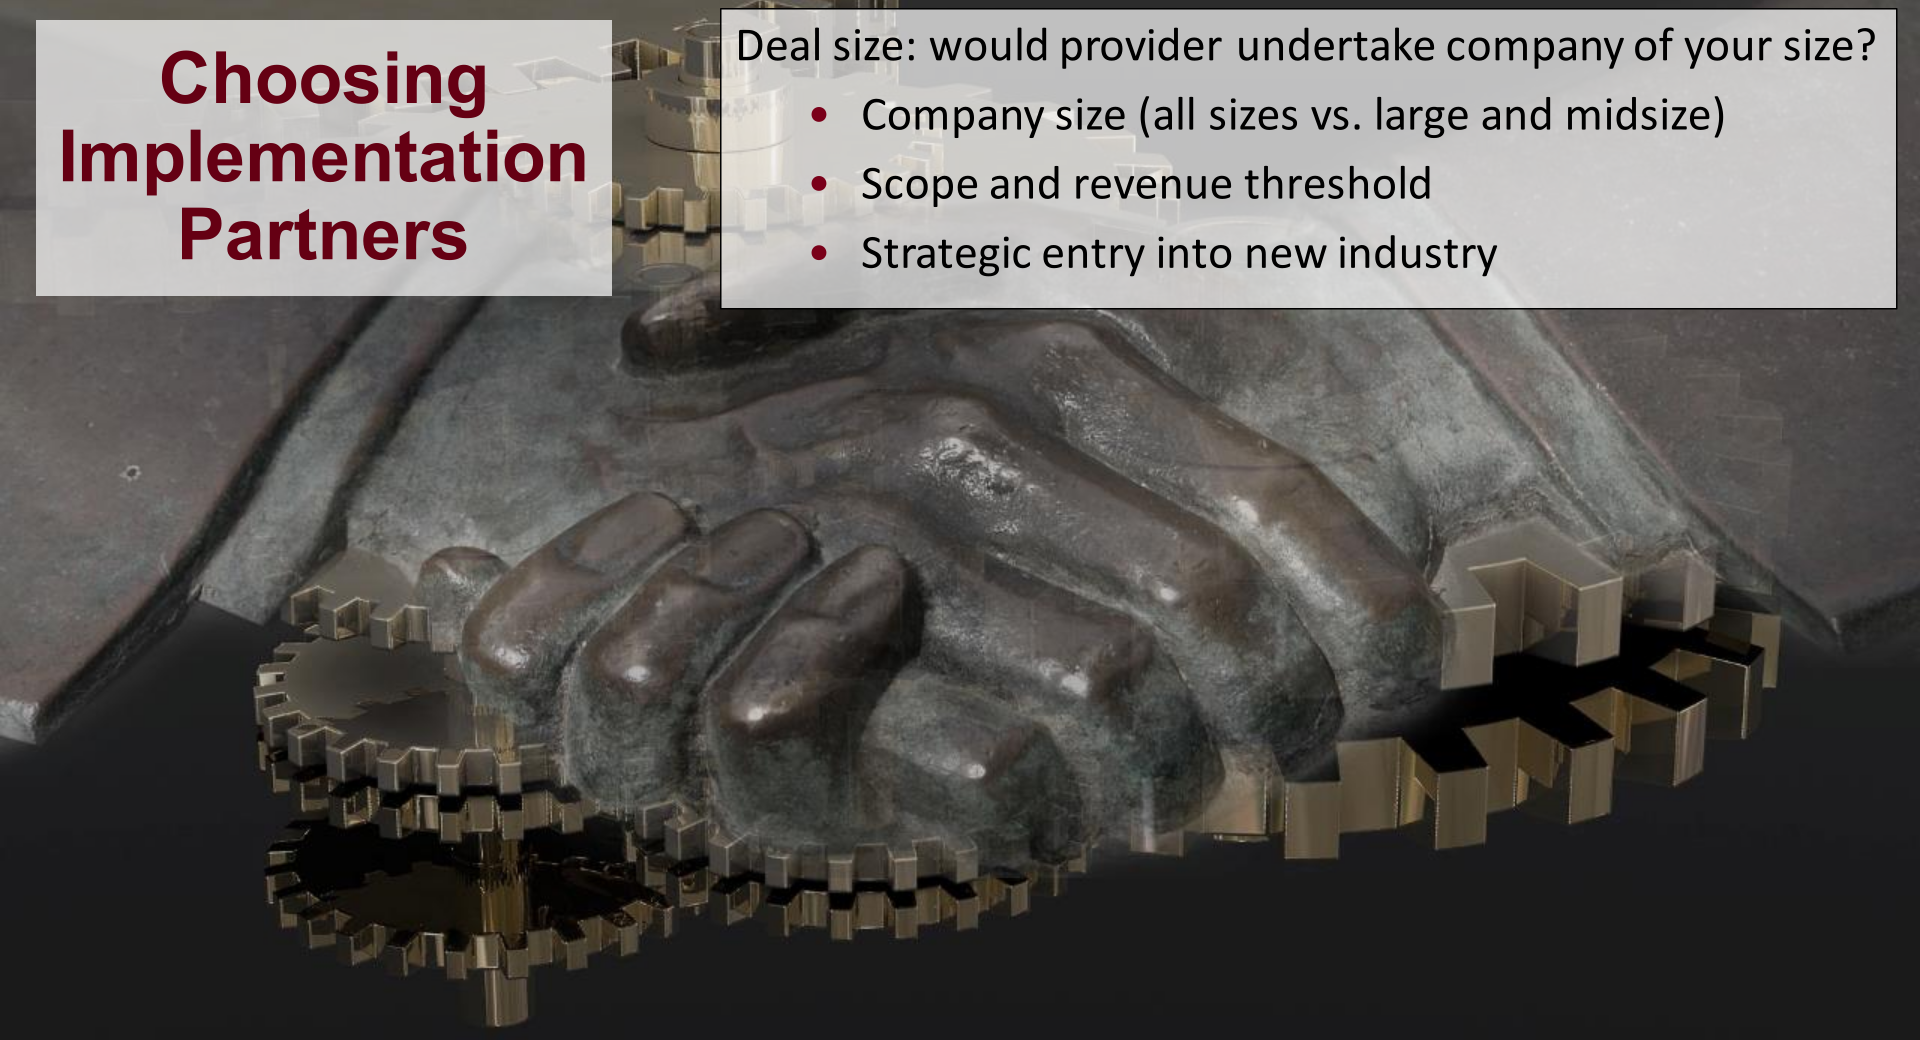 Choosing
Implementation
Partners
Deal size: would provider undertake company of your size?
• Company size (all sizes vs. large and midsize)
• Scope and revenue threshold
• Strategic entry into new industry